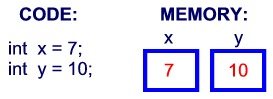 CODE:
int x = 7;
int y = 10;
MEMORY:
x y
7 10